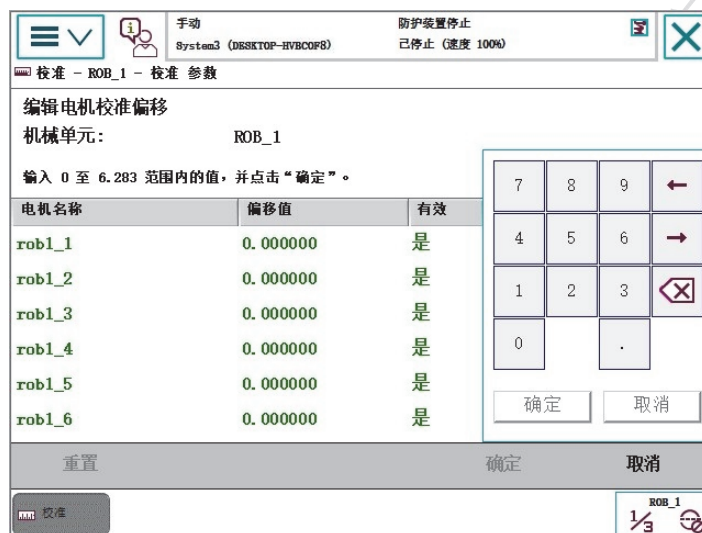 手动
System3 (DESKTOP-HVBCOF8)
防护装置停止
已停止 (速度 100%)
校准 - ROB_1 - 校准 参数
编辑电机校准偏移
机械单元: ROB_1
输入 0 至 6.283 范围内的值，并点击“确定”。
电机名称 偏移值 有效
rob1_1 0.000000 是
rob1_2 0.000000 是
rob1_3 0.000000 是
rob1_4 0.000000 是
rob1_5 0.000000 是
rob1_6 0.000000 是
7 8 9 ←
4 5 6 →
1 2 3
0 .
确定 取消
重置 确定 取消
校准
ROB_1
1/3